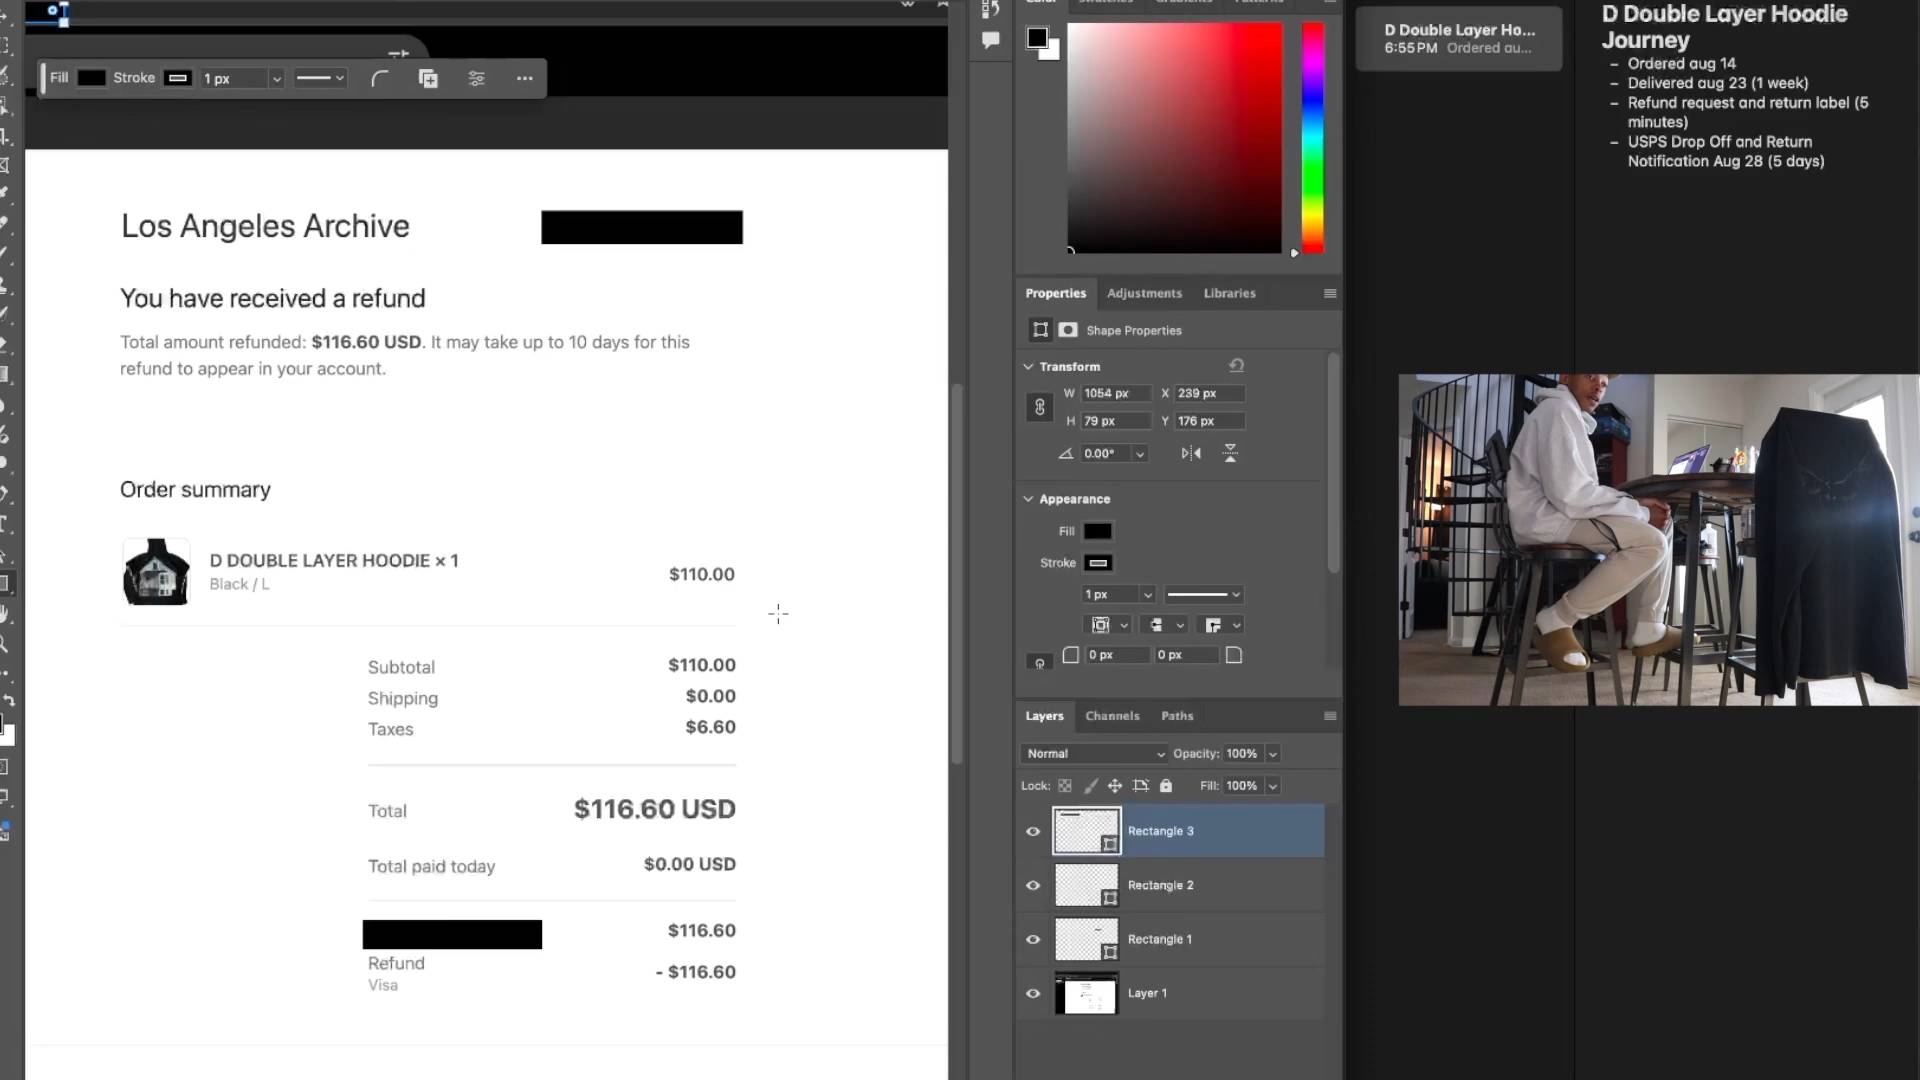 Fill
Stroke
1 px
Los Angeles Archive
You have received a refund
Total amount refunded: $116.60 USD. It may take up to 10 days for this
refund to appear in your account.
Order summary
D DOUBLE LAYER HOODIE × 1
Black / L
$110.00
Subtotal
$110.00
Shipping
$0.00
Taxes
$6.60
Total
$116.60 USD
Total paid today
$0.00 USD
$116.60
Refund
- $116.60
Visa
Properties
Adjustments
Libraries
Shape Properties
Transform
W
1054 px
X
239 px
H
79 px
Y
176 px
0.00°
Appearance
Fill
Stroke
1 px
0 px
0 px
Layers
Channels
Paths
Normal
Opacity:
100%
Lock:
Fill:
100%
Rectangle 3
Rectangle 2
Rectangle 1
Layer 1
D Double Layer Ho...
6:55 PM Ordered au...
D Double Layer Hoodie
Journey
– Ordered aug 14
– Delivered aug 23 (1 week)
– Refund request and return label (5
minutes)
– USPS Drop Off and Return
Notification Aug 28 (5 days)